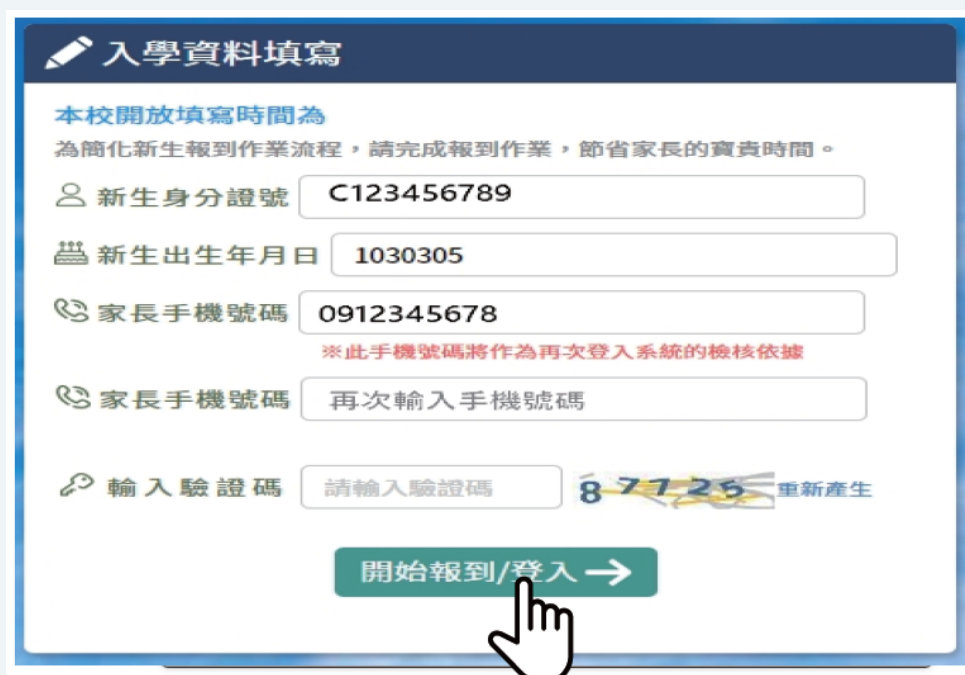 入學資料填寫
本校開放填寫時間為
為簡化新生報到作業流程，請完成報到作業，節省家長的寶貴時間。
新生身分證號 C123456789
新生出生年月日 1030305
家長手機號碼 0912345678
※此手機號碼將作為再次登入系統的檢核依據
家長手機號碼 再次輸入手機號碼
輸入驗證碼 請輸入驗證碼 87725 重新產生
開始報到/登入